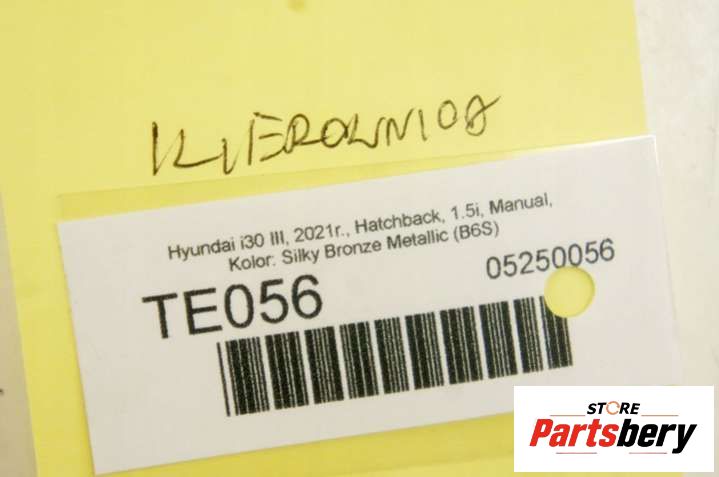 KIEROWNICA
Hyundai i30 III, 2021r., Hatchback, 1.5i, Manual,
Kolor: Silky Bronze Metallic (B6S)
TE056
05250056
STORE
Partsbery